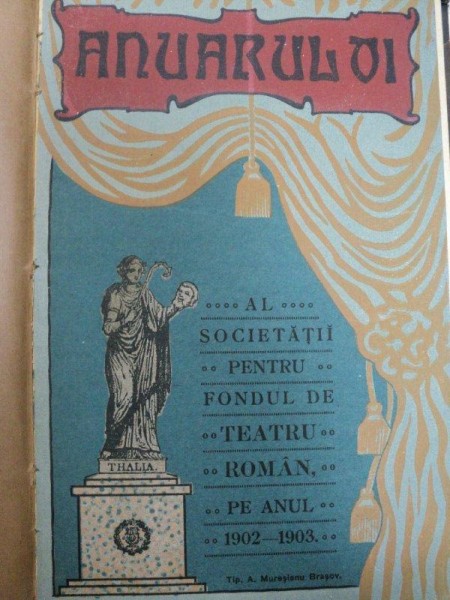 ANUARUL VI
AL
SOCIETĂȚII
PENTRU
FONDUL DE
TEATRU
ROMÂN,
PE ANUL
1902-1903.
THALIA.
Tip. A. Mureșianu Brașov.